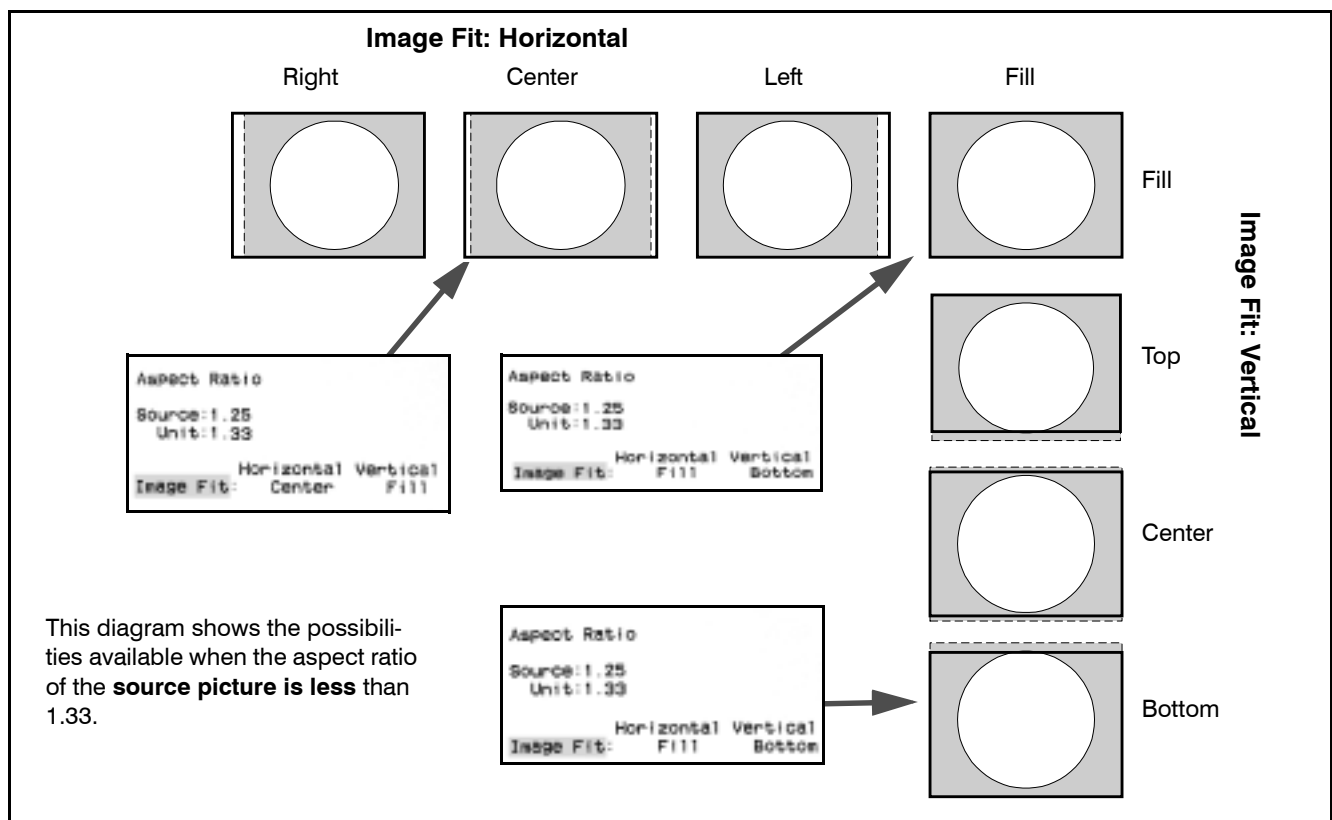 Image Fit: Horizontal
Right Center Left Fill
Fill
Image Fit: Vertical
Top
Aspect Ratio
Source:1.25
Unit:1.33
Horizontal Vertical
Image Fit: Center Fill
Aspect Ratio
Source:1.25
Unit:1.33
Horizontal Vertical
Image Fit: Fill Bottom
Center
This diagram shows the possibili-
ties available when the aspect ratio
of the source picture is less than
1.33.
Aspect Ratio
Source:1.25
Unit:1.33
Horizontal Vertical
Image Fit: Fill Bottom
Bottom